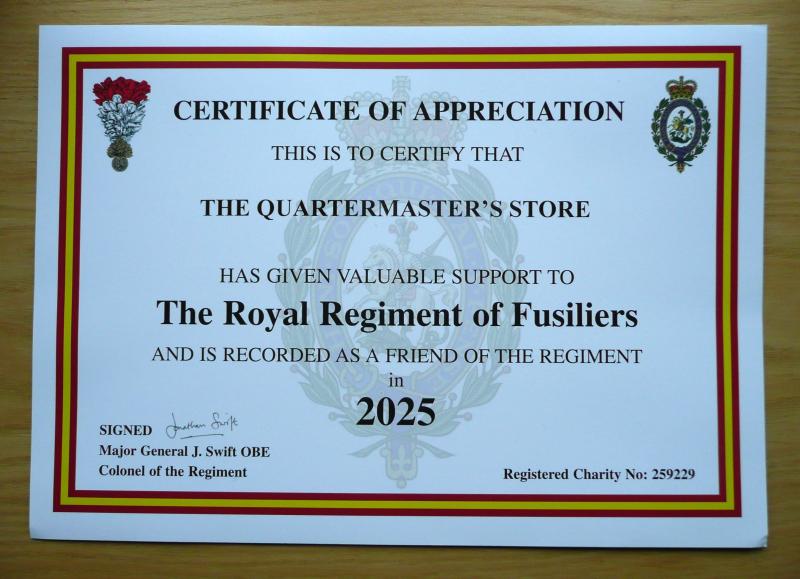 CERTIFICATE OF APPRECIATION
THIS IS TO CERTIFY THAT
THE QUARTERMASTER'S STORE
HAS GIVEN VALUABLE SUPPORT TO
The Royal Regiment of Fusiliers
AND IS RECORDED AS A FRIEND OF THE REGIMENT
in
2025
SIGNED Jonathan Swift
Major General J. Swift OBE
Colonel of the Regiment
Registered Charity No: 259229